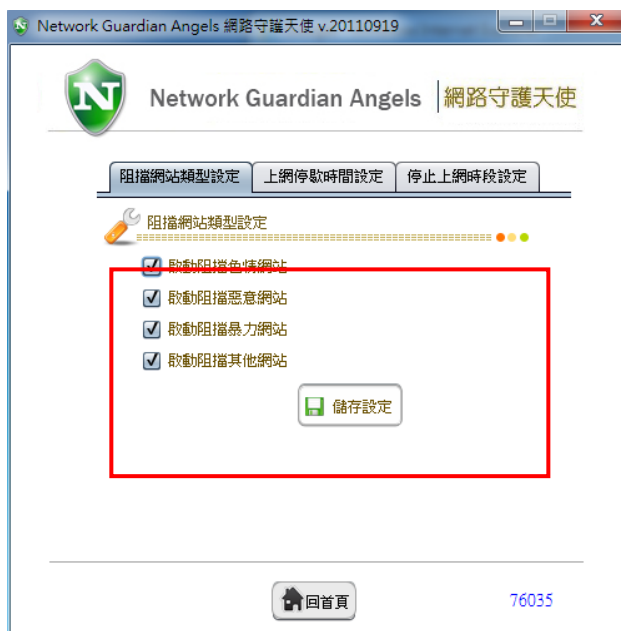 Network Guardian Angels 網路守護天使 v.20110919
N
Network Guardian Angels 網路守護天使
阻擋網站類型設定 上網停歇時間設定 停止上網時段設定
阻擋網站類型設定
啟動阻擋色情網站
啟動阻擋惡意網站
啟動阻擋暴力網站
啟動阻擋其他網站
儲存設定
回首頁 76035